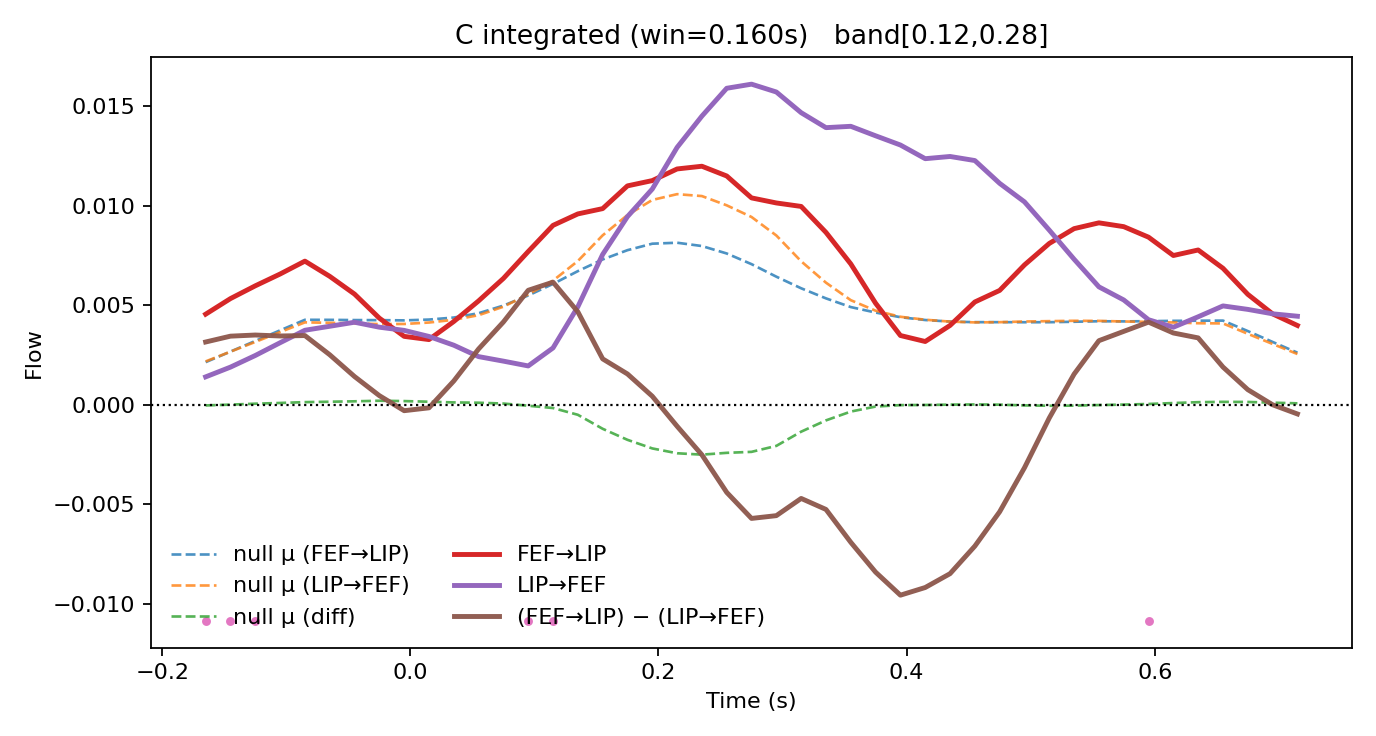 C integrated (win=0.160s)   band[0.12,0.28]
0.015
0.010
0.005
0.000
−0.005
−0.010
Flow
null μ (FEF→LIP)
null μ (LIP→FEF)
null μ (diff)
FEF→LIP
LIP→FEF
(FEF→LIP) − (LIP→FEF)
−0.2
0.0
0.2
0.4
0.6
Time (s)